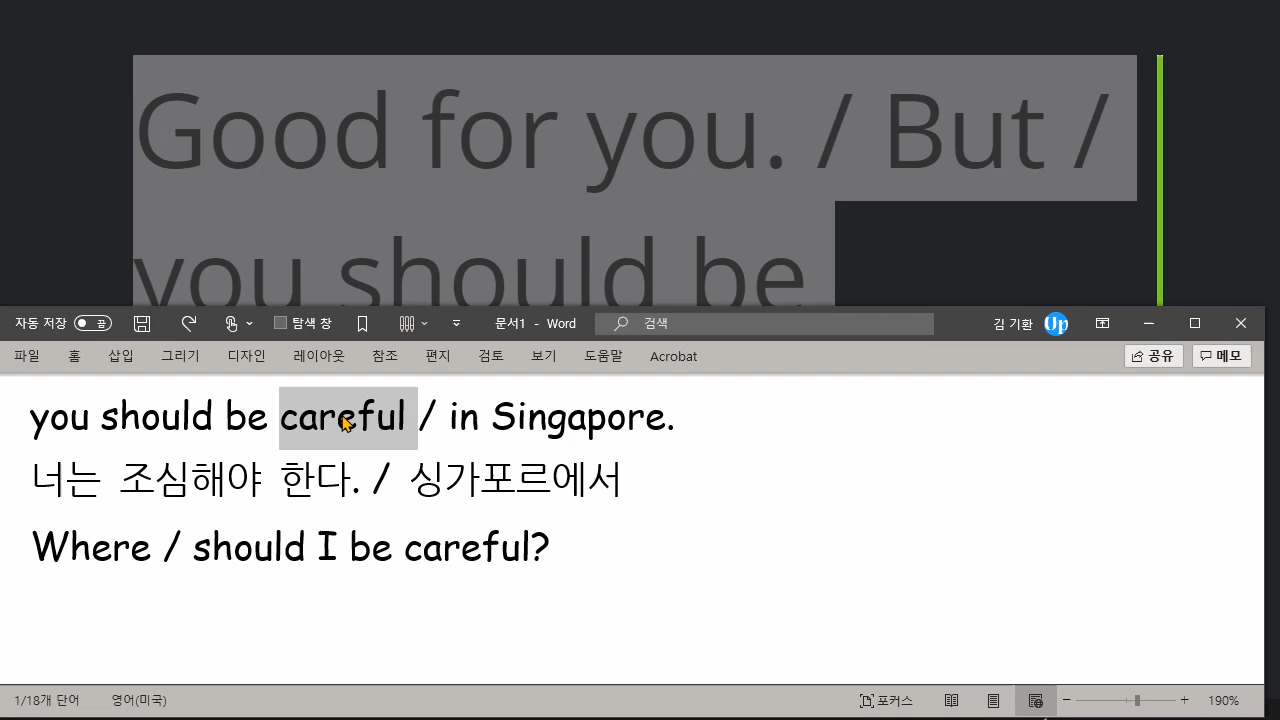 Good for you. / But /
you should be
자동 저장 끌 탐색 창 문서1 - Word 검색 김 기환 Up
파일 홈 삽입 그리기 디자인 레이아웃 참조 편지 검토 보기 도움말 Acrobat 공유 메모
you should be careful / in Singapore.
너는 조심해야 한다. / 싱가포르에서
Where / should I be careful?
1/18개 단어 영어(미국) 포커스 190%